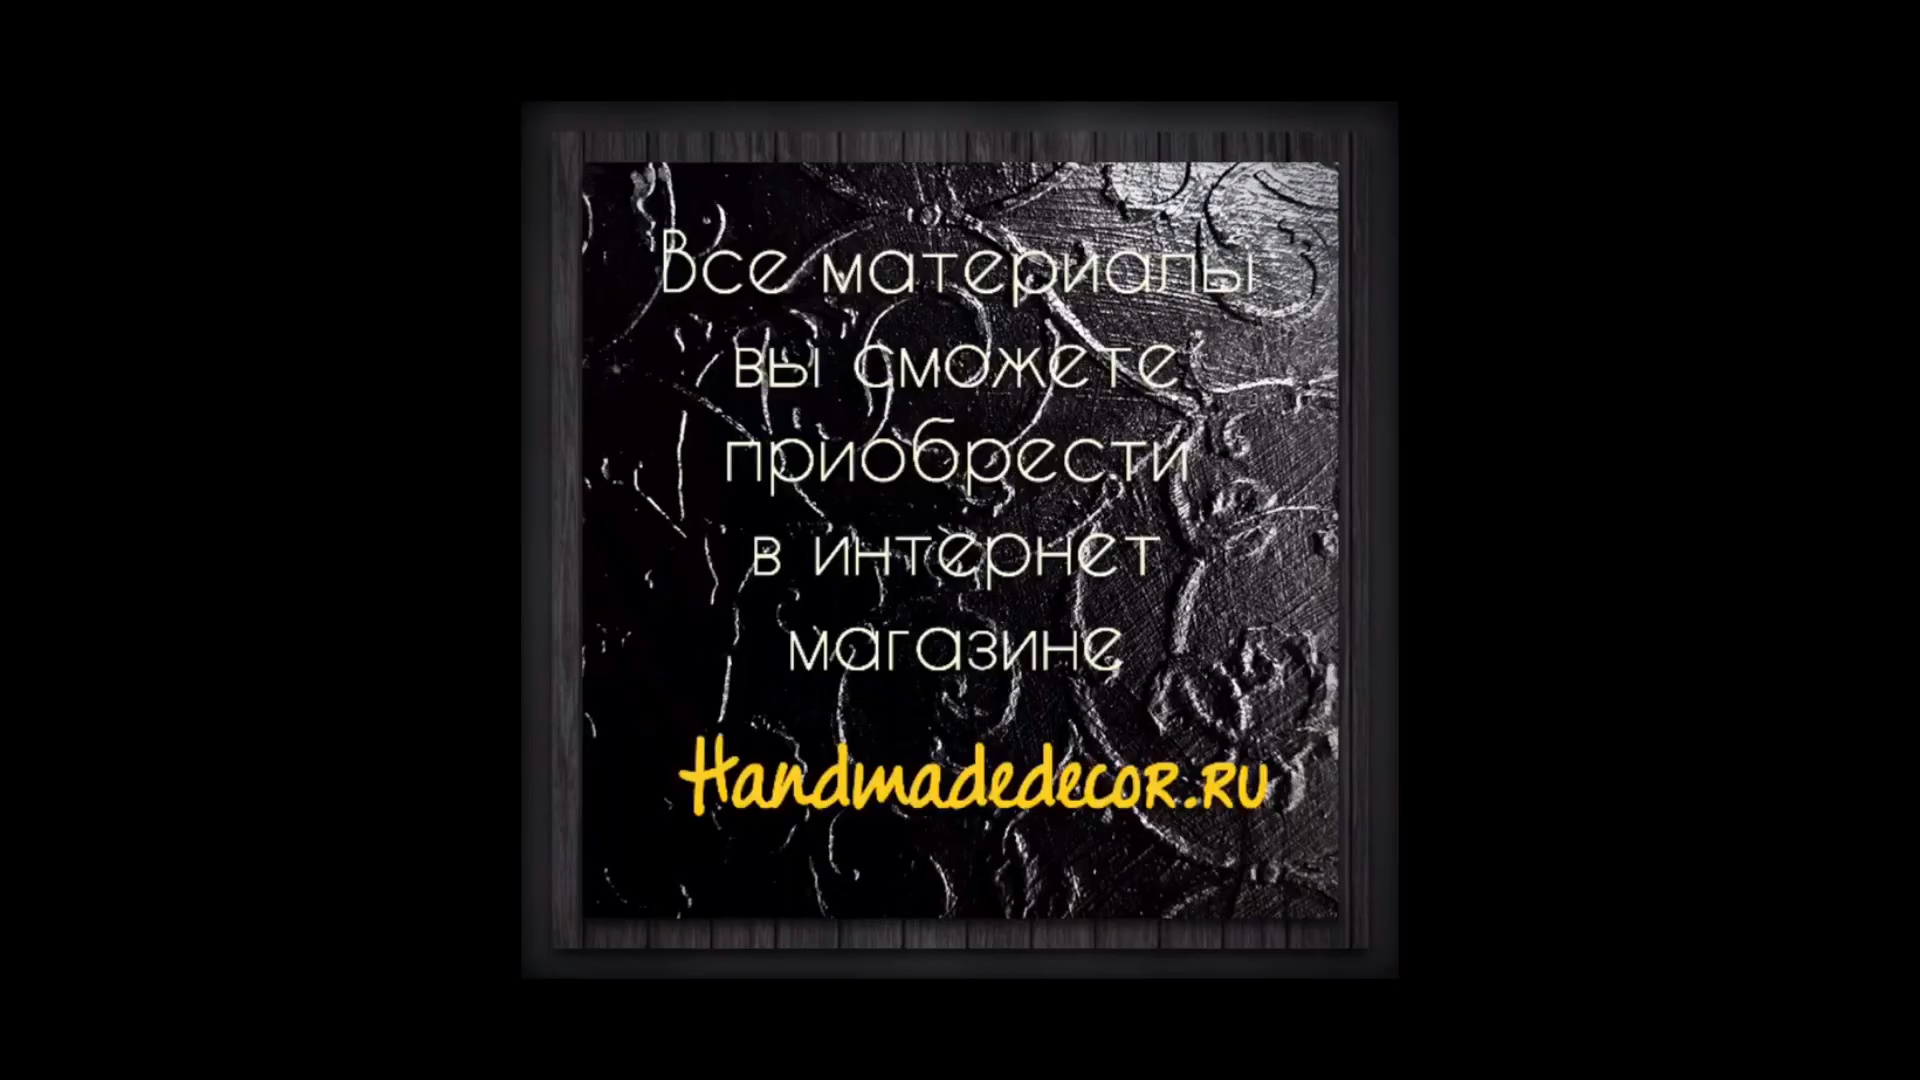 Все материалы
вы сможете
приобрести
в интернет
магазине
Handmadedecor.ru